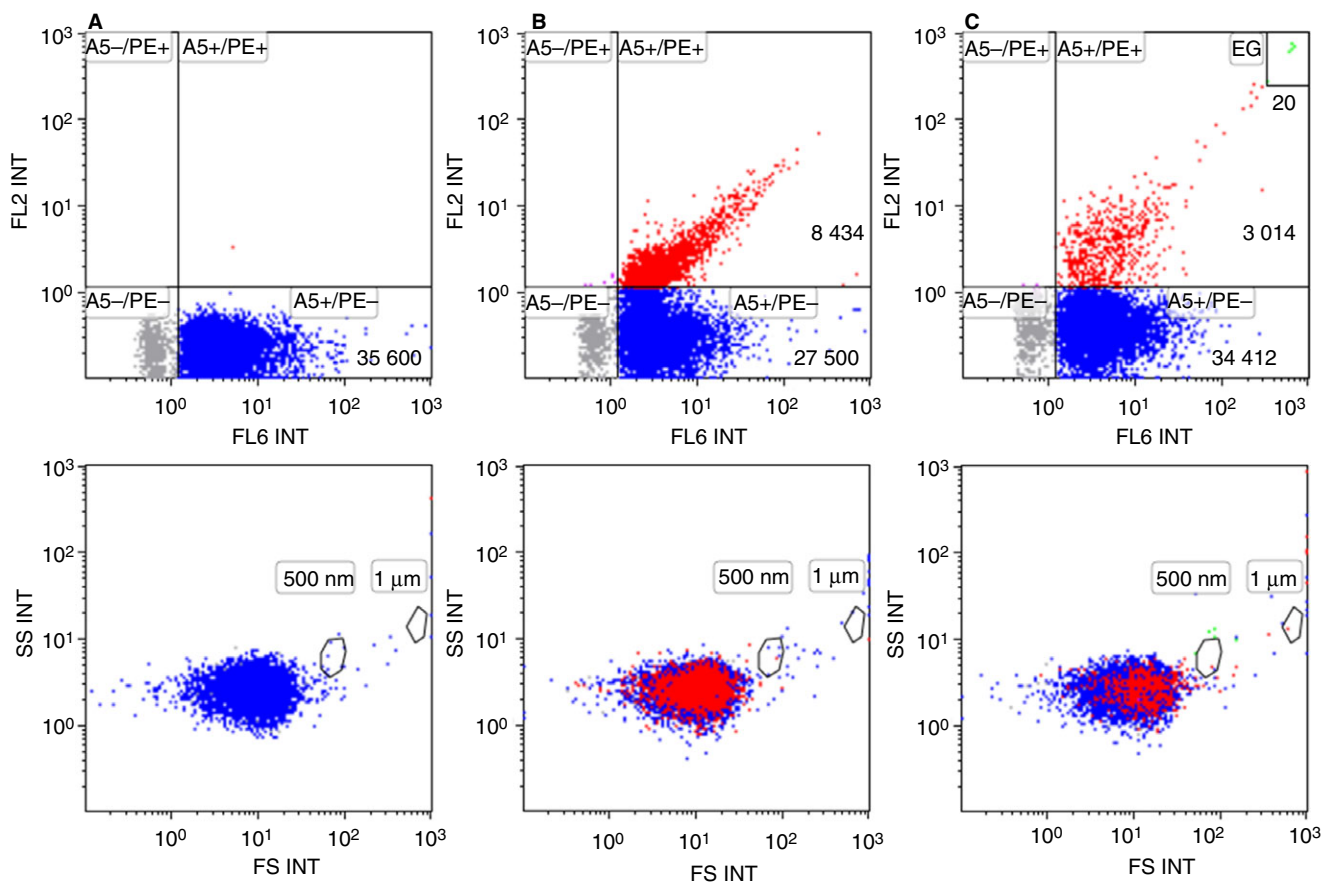 A
10³
A5–/PE+
A5+/PE+
10²
FL2 INT
10¹
10⁰
A5–/PE–
A5+/PE–
35 600
10⁰
10¹
10²
10³
FL6 INT
B
10³
A5–/PE+
A5+/PE+
10²
FL2 INT
10¹
8 434
10⁰
A5–/PE–
A5+/PE–
27 500
10⁰
10¹
10²
10³
FL6 INT
C
10³
A5–/PE+
A5+/PE+
EG
20
10²
FL2 INT
10¹
3 014
10⁰
A5–/PE–
A5+/PE–
34 412
10⁰
10¹
10²
10³
FL6 INT
10³
10²
500 nm
1 μm
SS INT
10¹
10⁰
10⁰
10¹
10²
10³
FS INT
10³
10²
500 nm
1 μm
SS INT
10¹
10⁰
10⁰
10¹
10²
10³
FS INT
10³
10²
500 nm
1 μm
SS INT
10¹
10⁰
10⁰
10¹
10²
10³
FS INT